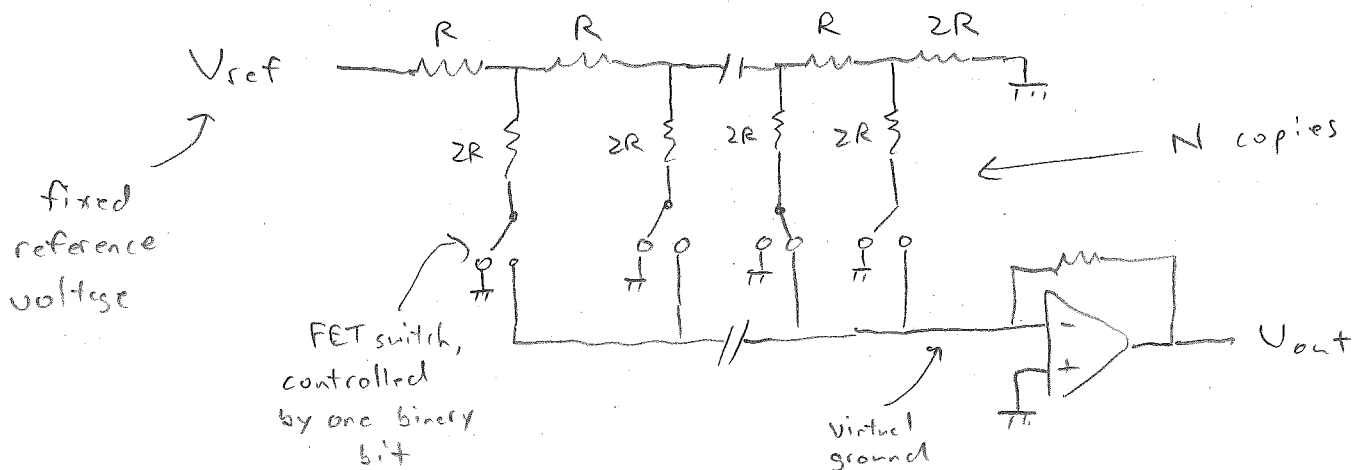 R R R 2R
Vref
2R 2R 2R 2R
N copies
fixed
reference
voltage
FET switch,
controlled
by one binary
bit
virtual
ground
-
+
Vout